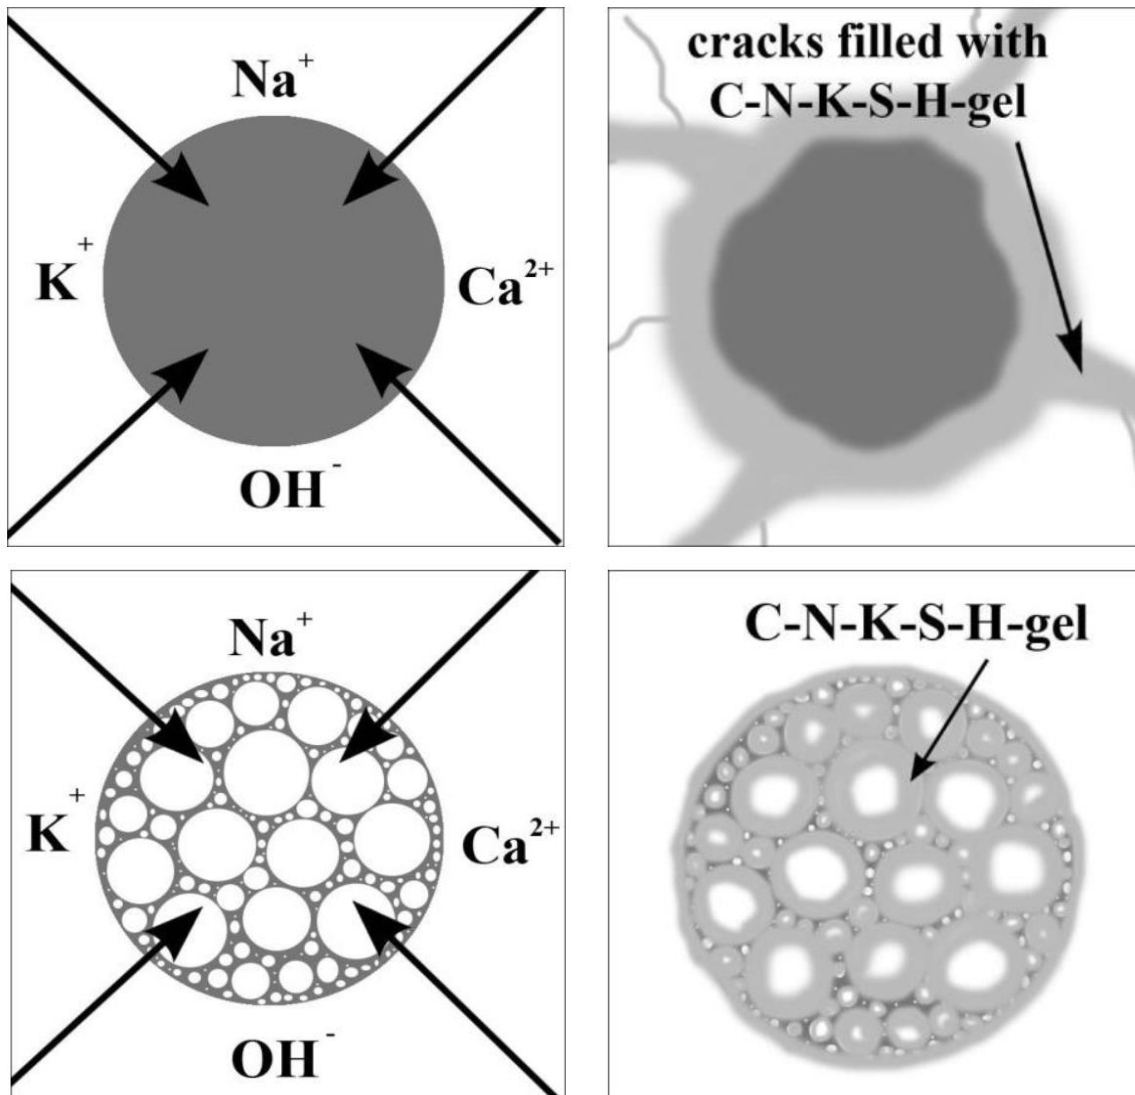 Na⁺
K⁺
Ca²⁺
OH⁻
cracks filled with
C-N-K-S-H-gel
Na⁺
K⁺
Ca²⁺
OH⁻
C-N-K-S-H-gel